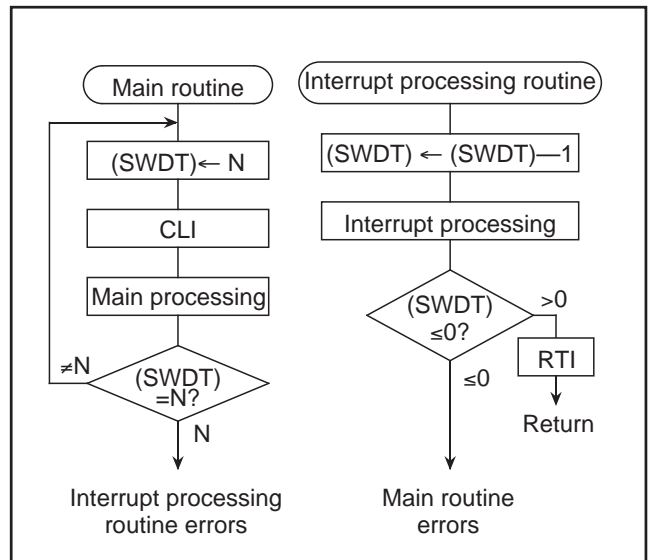 Main routine
(SWDT)← N
CLI
Main processing
≠N
(SWDT)
=N?
N
Interrupt processing
routine errors
Interrupt processing routine
(SWDT) ← (SWDT)—1
Interrupt processing
(SWDT)
≤0?
>0
RTI
Return
≤0
Main routine
errors